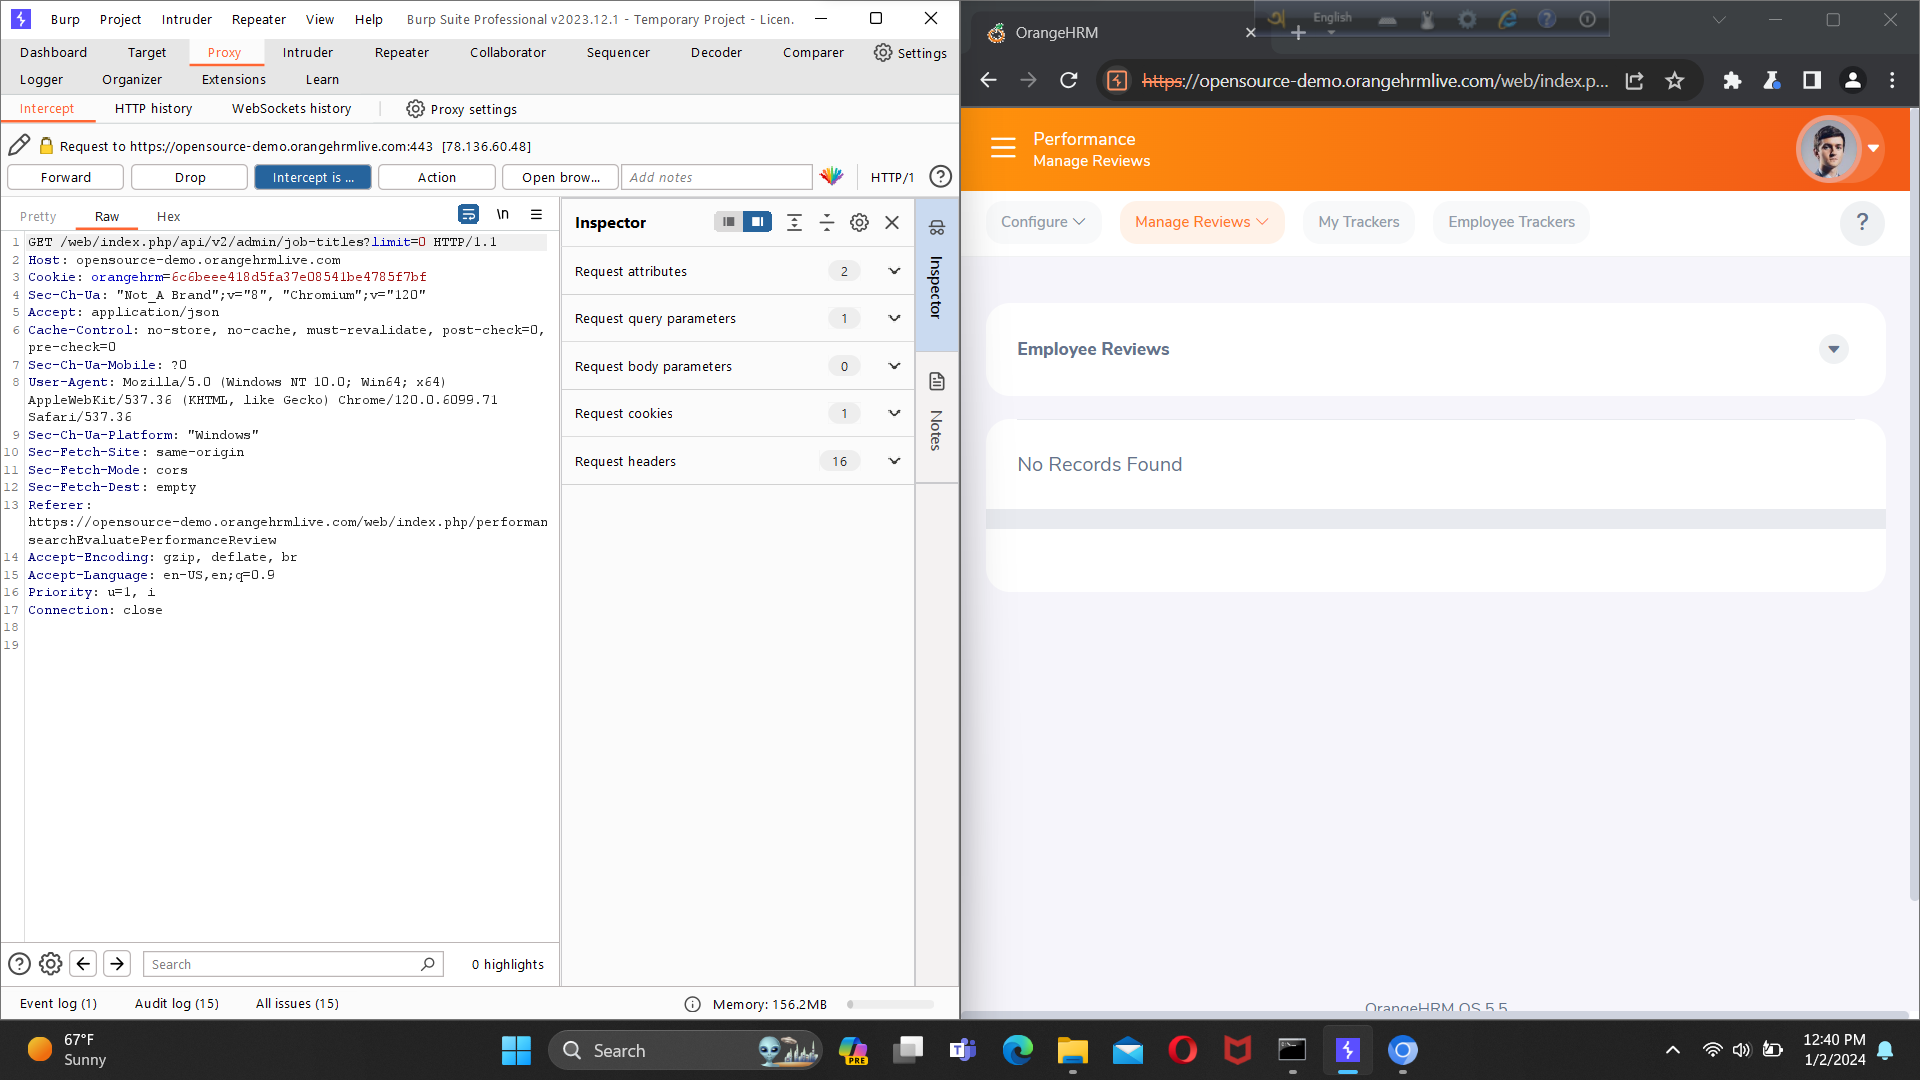 Burp Project Intruder Repeater View Help Burp Suite Professional v2023.12.1 - Temporary Project - Licen.
Dashboard Target Proxy Intruder Repeater Collaborator Sequencer Decoder Comparer Settings
Logger Organizer Extensions Learn
Intercept HTTP history WebSockets history Proxy settings
Request to https://opensource-demo.orangehrmlive.com:443 [78.136.60.48]
Forward Drop Intercept is ... Action Open brow... Add notes HTTP/1 ?
Pretty Raw Hex \n
1 GET /web/index.php/api/v2/admin/job-titles?limit=0 HTTP/1.1
2 Host: opensource-demo.orangehrmlive.com
3 Cookie: orangehrm=6c6beee418d5fa37e08541be4785f7bf
4 Sec-Ch-Ua: "Not_A Brand";v="8", "Chromium";v="120"
5 Accept: application/json
6 Cache-Control: no-store, no-cache, must-revalidate, post-check=0,
pre-check=0
7 Sec-Ch-Ua-Mobile: ?0
8 User-Agent: Mozilla/5.0 (Windows NT 10.0; Win64; x64)
AppleWebKit/537.36 (KHTML, like Gecko) Chrome/120.0.6099.71
Safari/537.36
9 Sec-Ch-Ua-Platform: "Windows"
10 Sec-Fetch-Site: same-origin
11 Sec-Fetch-Mode: cors
12 Sec-Fetch-Dest: empty
13 Referer:
https://opensource-demo.orangehrmlive.com/web/index.php/performan
searchEvaluatePerformanceReview
14 Accept-Encoding: gzip, deflate, br
15 Accept-Language: en-US,en;q=0.9
16 Priority: u=1, i
17 Connection: close
18
19
Inspector
Request attributes 2
Request query parameters 1
Request body parameters 0
Request cookies 1
Request headers 16
Inspector
Notes
? Search 0 highlights
Event log (1) Audit log (15) All issues (15) Memory: 156.2MB
OrangeHRM
English
https://opensource-demo.orangehrmlive.com/web/index.p...
Performance
Manage Reviews
Configure Manage Reviews My Trackers Employee Trackers ?
Employee Reviews
No Records Found
OrangeHRM OS 5.5
67°F
Sunny
Search
PRE
12:40 PM
1/2/2024